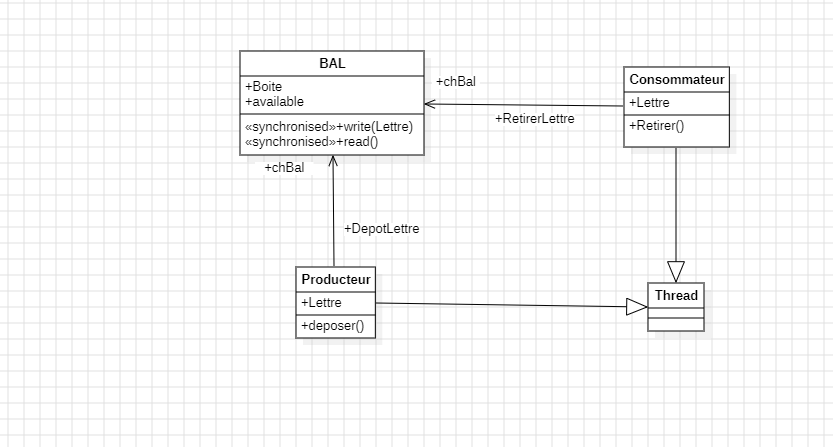 BAL
+Boite
+available
«synchronised»+write(Lettre)
«synchronised»+read()
+chBal
+RetirerLettre
Consommateur
+Lettre
+Retirer()
+chBal
+DepotLettre
Producteur
+Lettre
+deposer()
Thread